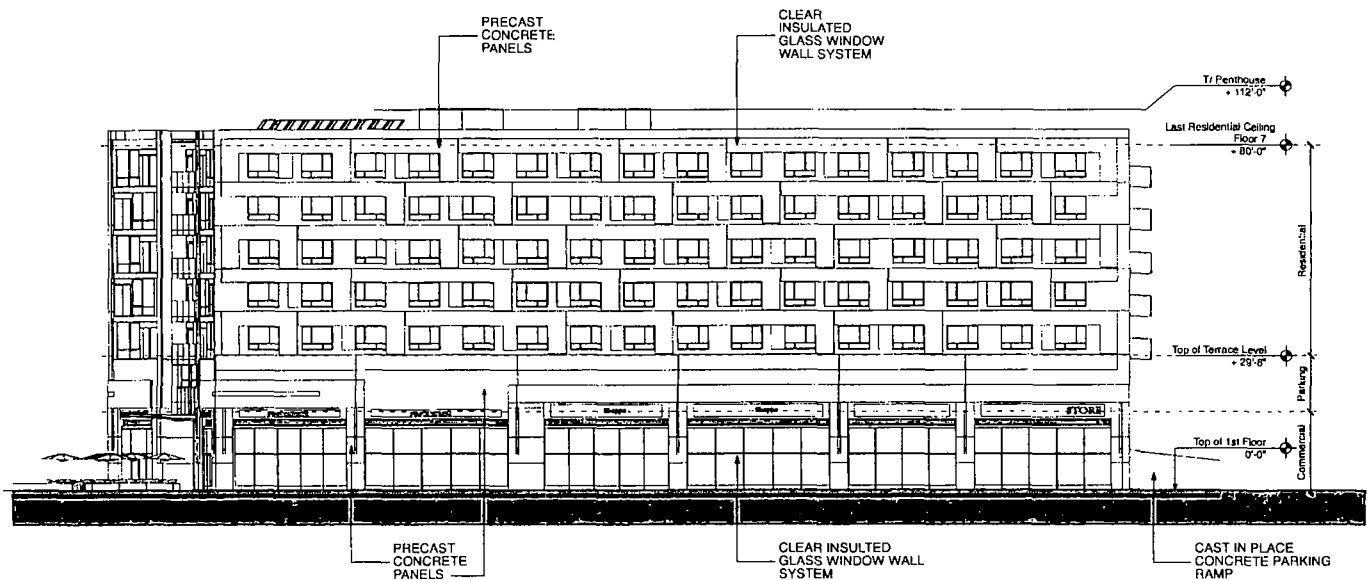 PRECAST
CONCRETE
PANELS
CLEAR
INSULATED
GLASS WINDOW
WALL SYSTEM
T/ Penthouse
+ 112'-0"
Last Residential Ceiling
Floor 7
+ 80'-0"
Residential
Top of Terrace Level
+ 29'-8"
Parking
STORE
Top of 1st Floor
0'-0"
Commercial
PRECAST
CONCRETE
PANELS
CLEAR INSULTED
GLASS WINDOW WALL
SYSTEM
CAST IN PLACE
CONCRETE PARKING
RAMP